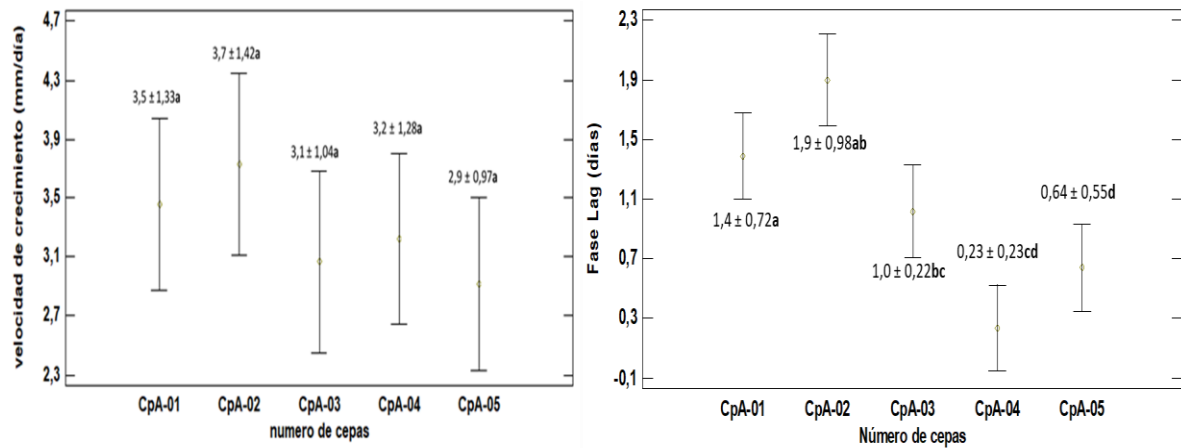 velocidad de crecimiento (mm/día)
4,7
4,3
3,9
3,5
3,1
2,7
2,3
3,5 ±1,33a
3,7 ±1,42a
3,1 ±1,04a
3,2 ±1,28a
2,9 ±0,97a
CpA-01 CpA-02 CpA-03 CpA-04 CpA-05
numero de cepas
Fase Lag (días)
2,3
1,9
1,5
1,1
0,7
0,3
-0,1
1,4 ± 0,72a
1,9 ± 0,98ab
1,0 ± 0,22bc
0,23 ± 0,23cd
0,64 ± 0,55d
CpA-01 CpA-02 CpA-03 CpA-04 CpA-05
Número de cepas